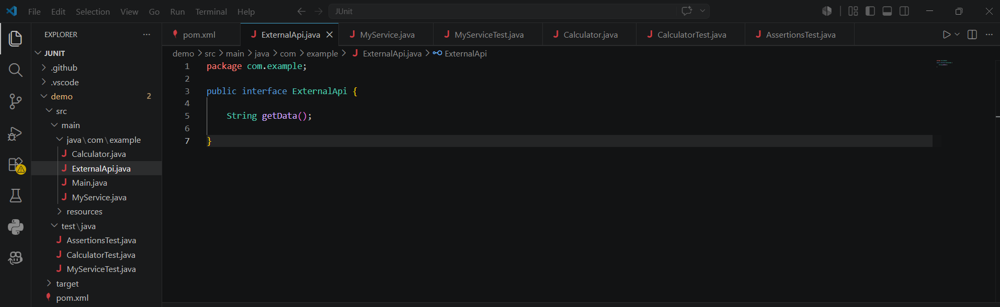 File Edit Selection View Go Run Terminal Help JUnit
EXPLORER
JUNIT
.github
.vscode
demo 2
src
main
java\com\example
Calculator.java
ExternalApi.java
Main.java
MyService.java
resources
test\java
AssertionsTest.java
CalculatorTest.java
MyServiceTest.java
target
pom.xml
pom.xml ExternalApi.java MyService.java MyServiceTest.java Calculator.java CalculatorTest.java AssertionsTest.java
demo > src > main > java > com > example > ExternalApi.java > ExternalApi
1 package com.example;
2
3 public interface ExternalApi {
4
5 String getData();
6
7 }